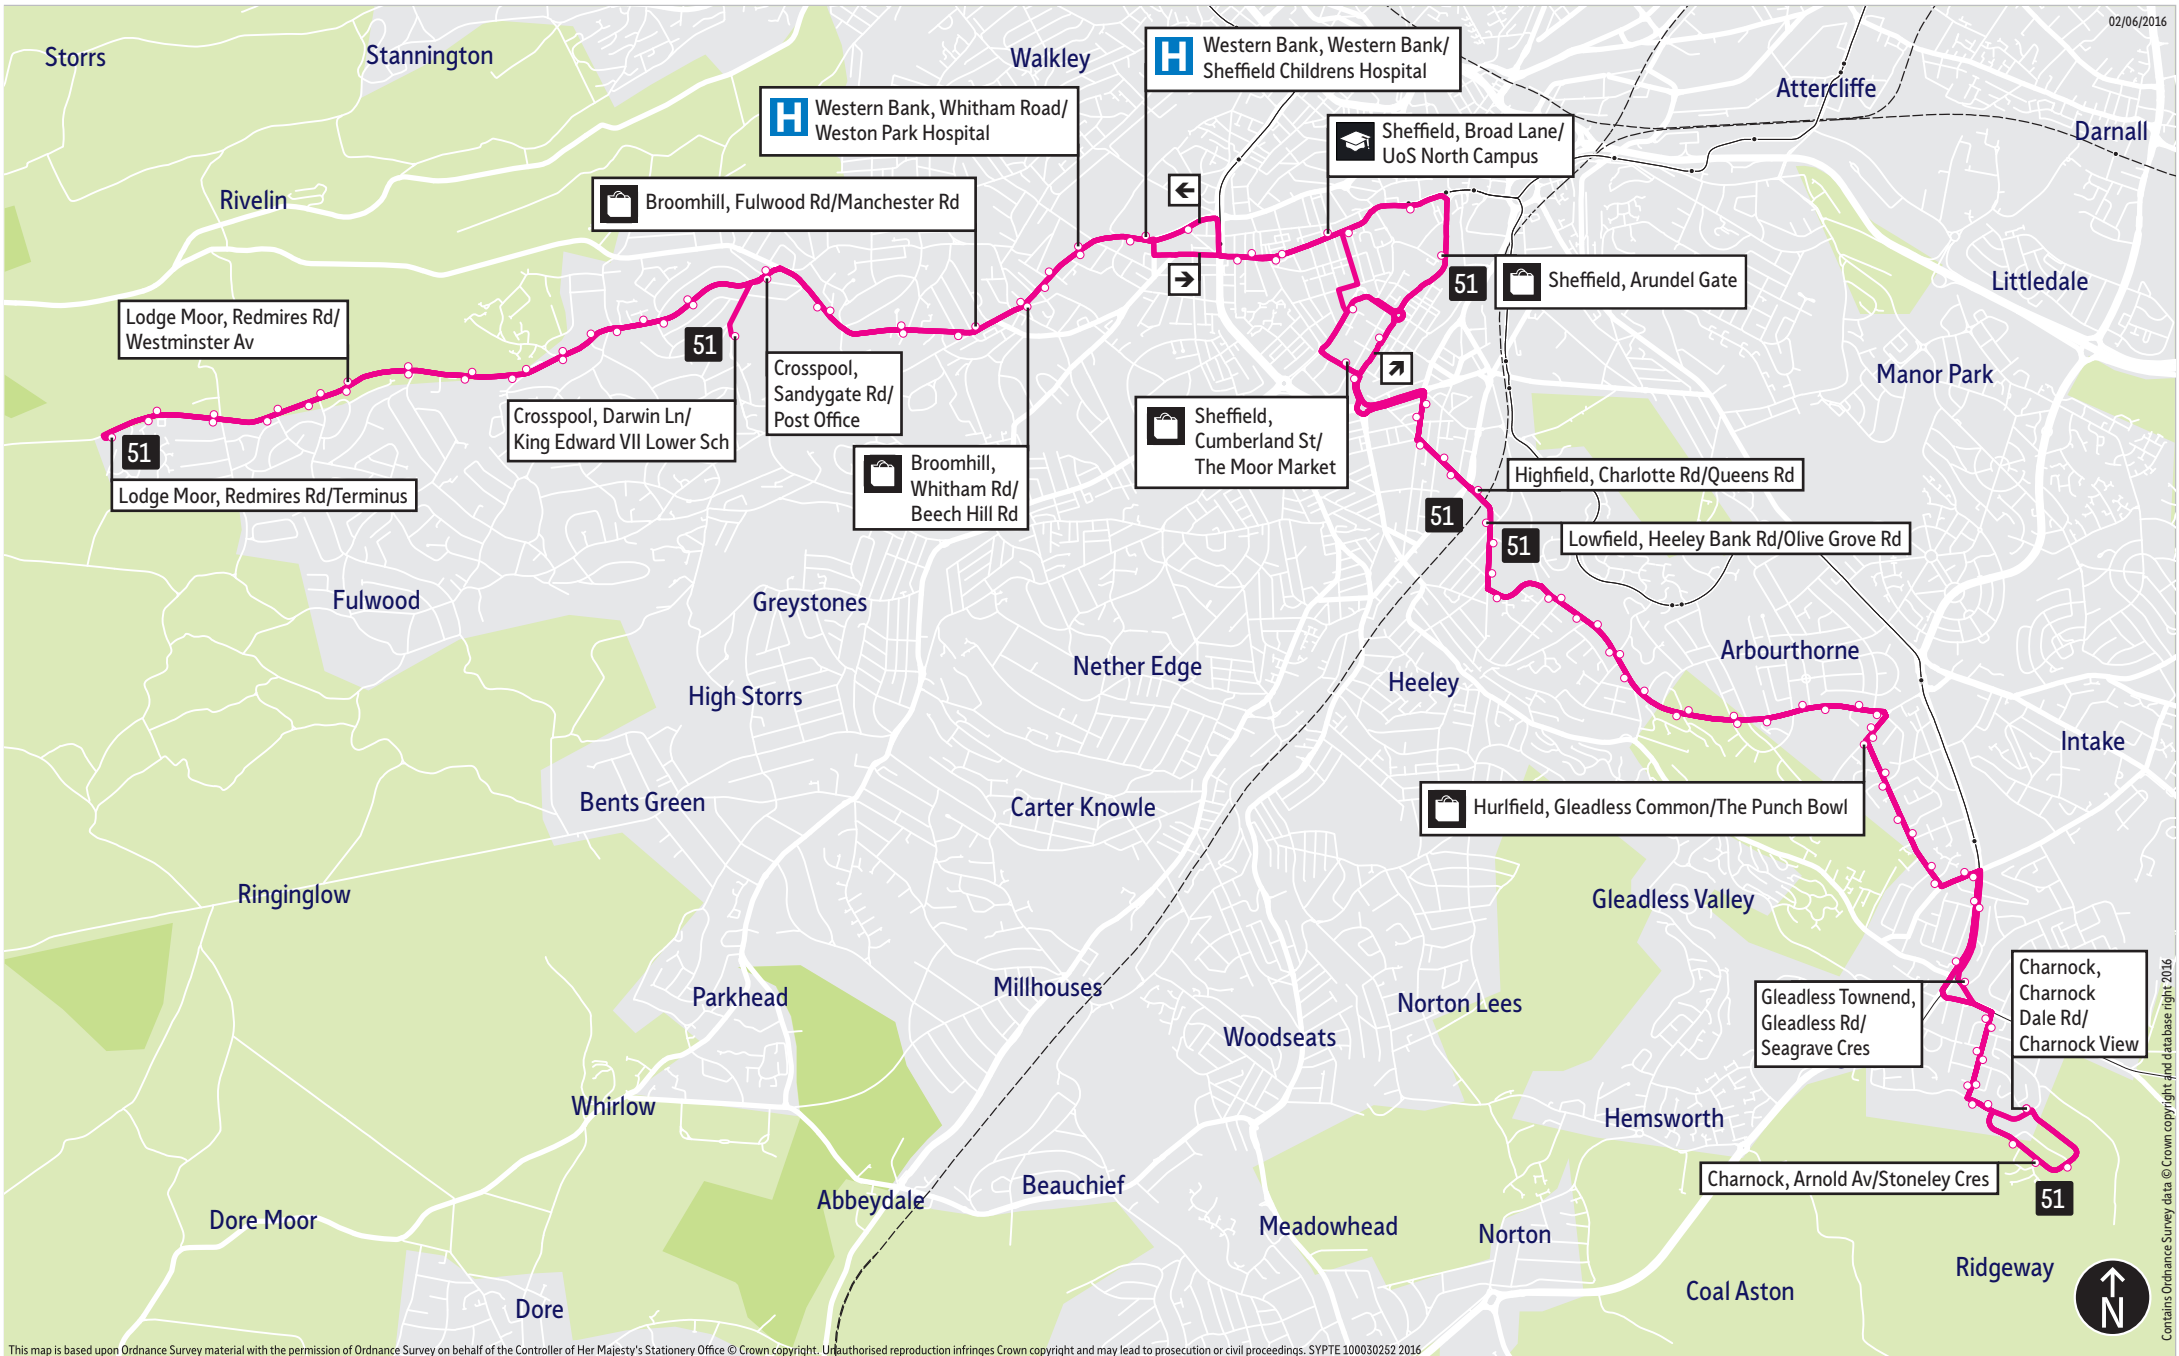 02/06/2016
Storrs
Stannington
Walkley
Western Bank, Western Bank/
Sheffield Childrens Hospital
Attercliffe
H
H
Western Bank, Whitham Road/
Weston Park Hospital
Sheffield, Broad Lane/
UoS North Campus
Darnall
Rivelin
Broomhill, Fulwood Rd/Manchester Rd
Sheffield, Arundel Gate
51
Littledale
Lodge Moor, Redmires Rd/
Westminster Av
51
Crosspool,
Sandygate Rd/
Post Office
Manor Park
Crosspool, Darwin Ln/
King Edward VII Lower Sch
Sheffield,
Cumberland St/
The Moor Market
51
Lodge Moor, Redmires Rd/Terminus
Broomhill,
Whitham Rd/
Beech Hill Rd
Highfield, Charlotte Rd/Queens Rd
51
51
Lowfield, Heeley Bank Rd/Olive Grove Rd
Fulwood
Greystones
Arbourthorne
Nether Edge
Heeley
High Storrs
Intake
Bents Green
Carter Knowle
Hurlfield, Gleadless Common/The Punch Bowl
Ringinglow
Gleadless Valley
Parkhead
Millhouses
Norton Lees
Woodseats
Gleadless Townend,
Gleadless Rd/
Seagrave Cres
Charnock,
Charnock
Dale Rd/
Charnock View
Whirlow
Hemsworth
Charnock, Arnold Av/Stoneley Cres
51
Abbeydale
Beauchief
Dore Moor
Meadowhead
Norton
Ridgeway
Coal Aston
Dore
N
Contains Ordnance Survey data © Crown copyright and database right 2016
This map is based upon Ordnance Survey material with the permission of Ordnance Survey on behalf of the Controller of Her Majesty's Stationery Office © Crown copyright. Unauthorised reproduction infringes Crown copyright and may lead to prosecution or civil proceedings. SYPTE 100030252 2016